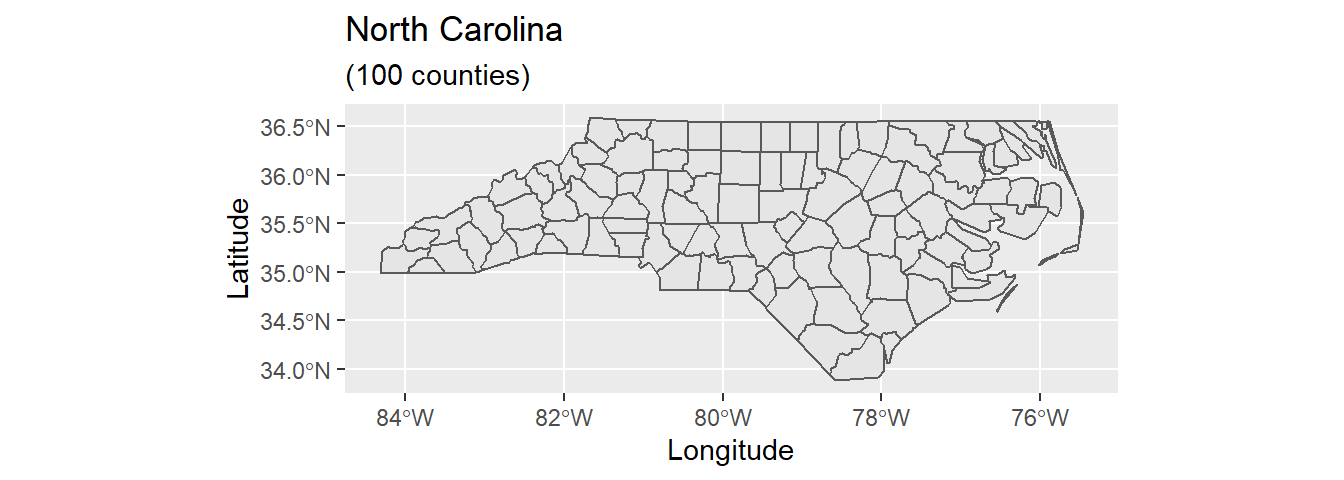 North Carolina
(100 counties)
Latitude
36.5°N
36.0°N
35.5°N
35.0°N
34.5°N
34.0°N
84°W 82°W 80°W 78°W 76°W
Longitude